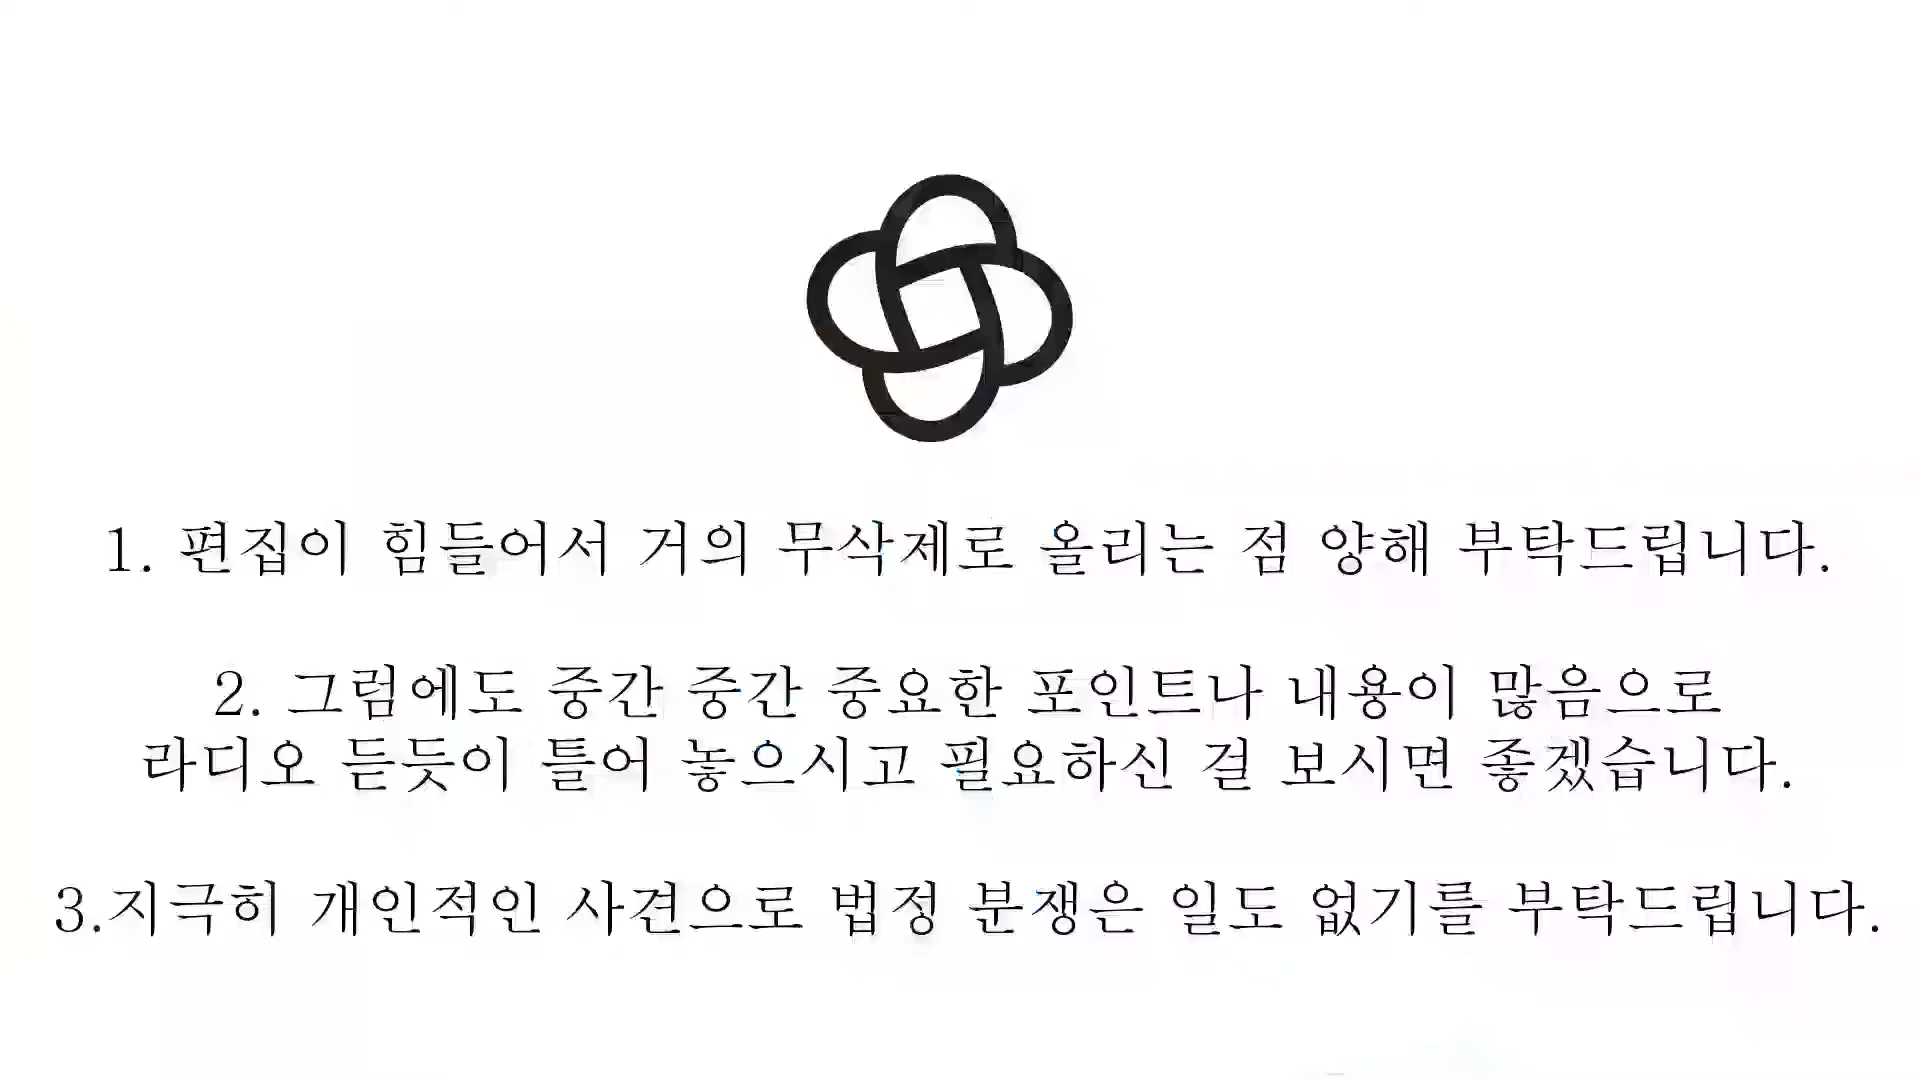 1. 편집이 힘들어서 거의 무삭제로 올리는 점 양해 부탁드립니다.
2. 그럼에도 중간 중간 중요한 포인트나 내용이 많음으로
라디오 듣듯이 틀어 놓으시고 필요하신 걸 보시면 좋겠습니다.
3.지극히 개인적인 사견으로 법정 분쟁은 일도 없기를 부탁드립니다.